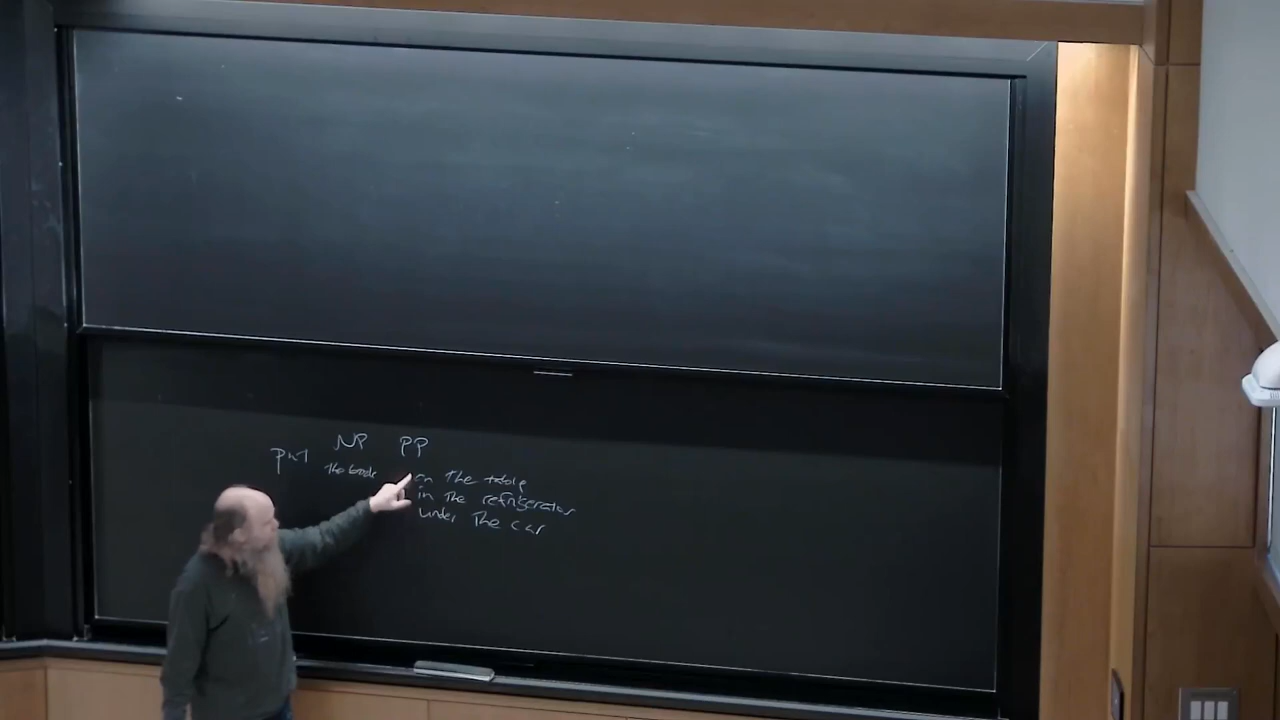 NP PP
put the book on the table
in the refrigerator
under the car